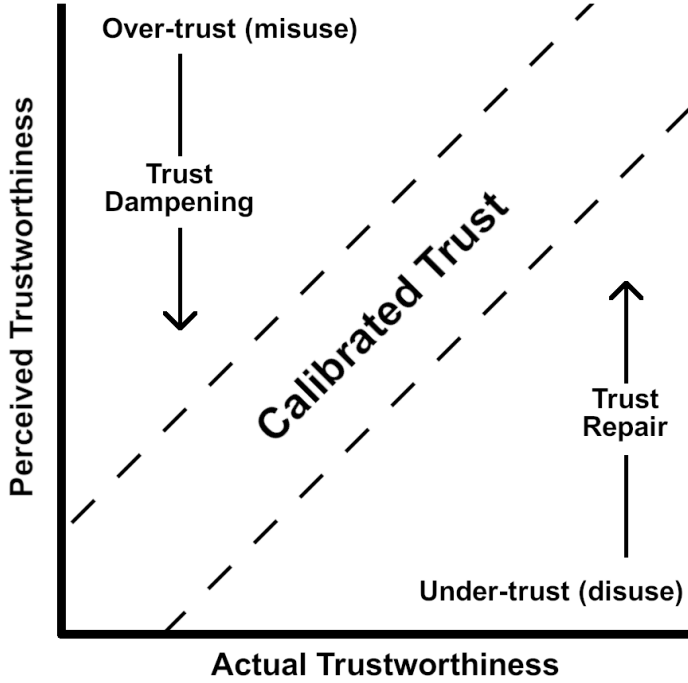 Over-trust (misuse)
Trust
Dampening
Perceived Trustworthiness
Calibrated Trust
Trust
Repair
Under-trust (disuse)
Actual Trustworthiness